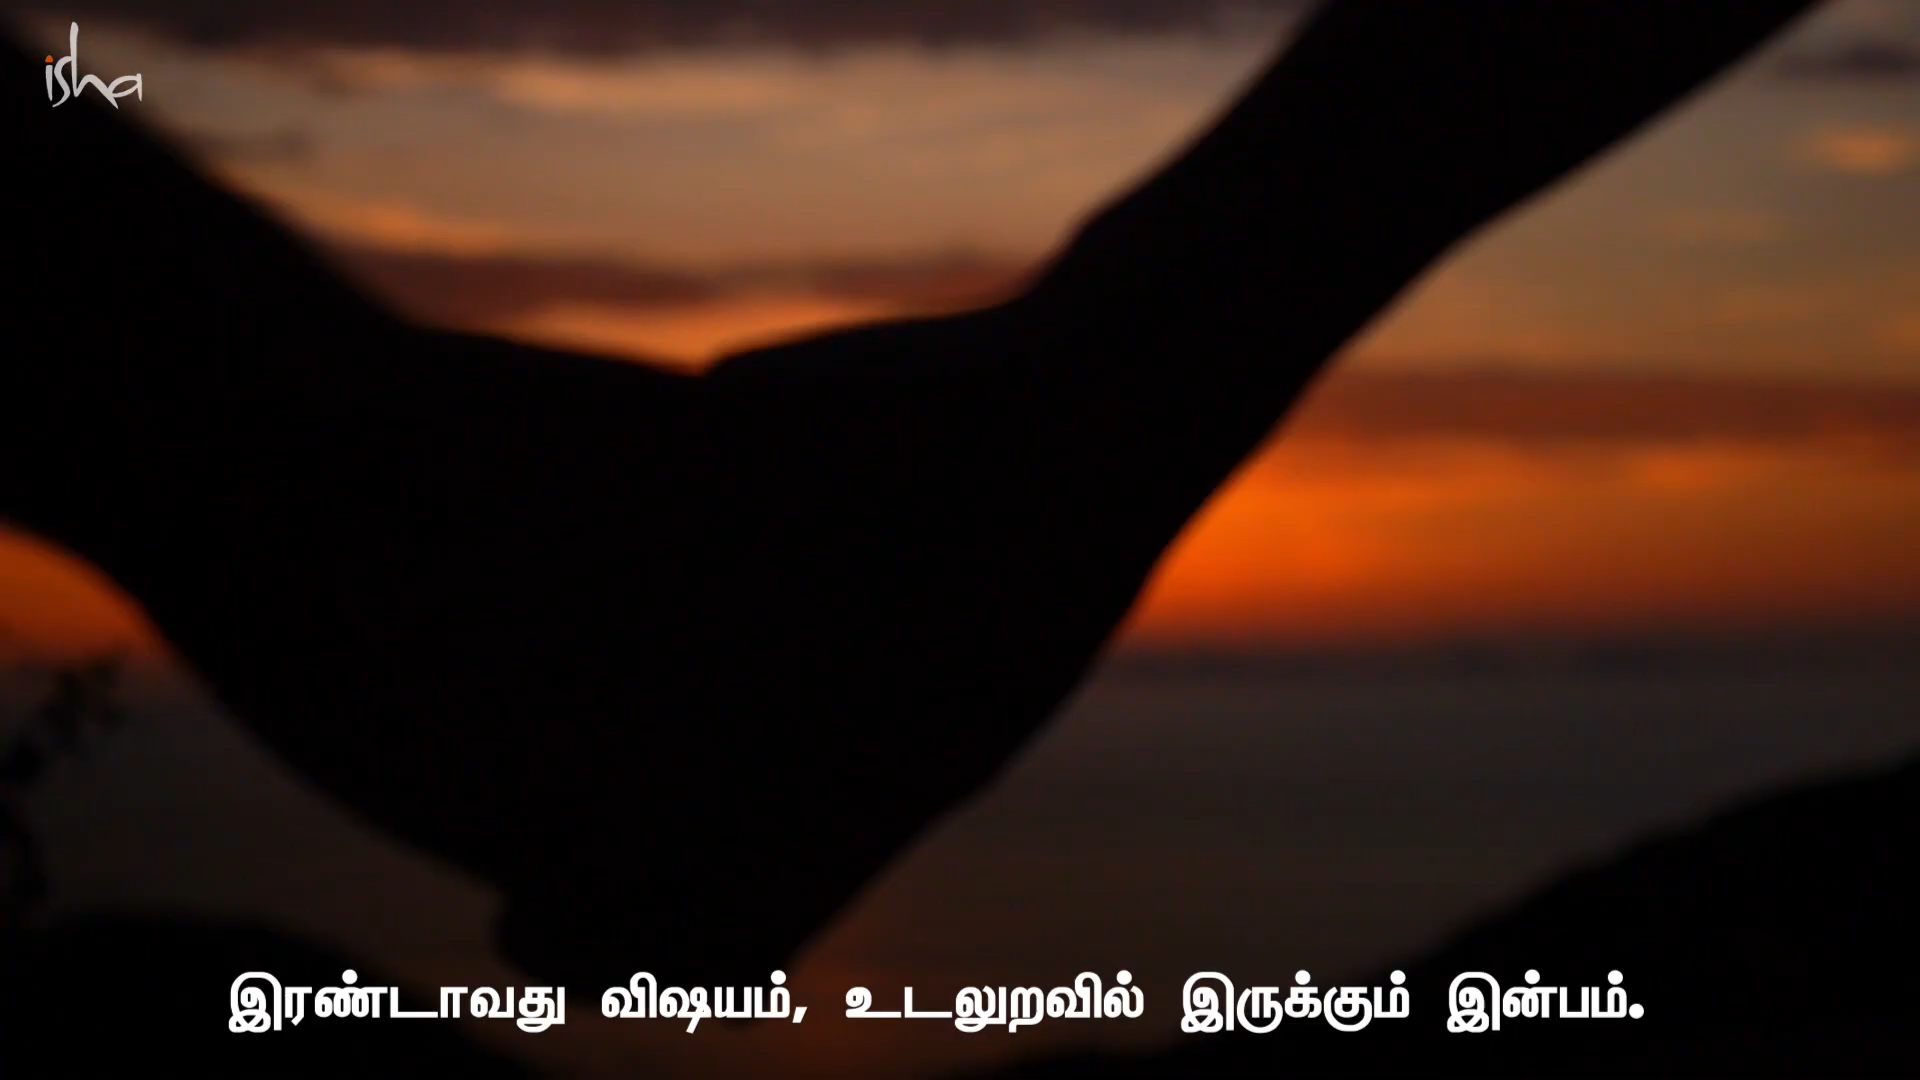 isha
இரண்டாவது விஷயம், உடலுறவில் இருக்கும் இன்பம்.